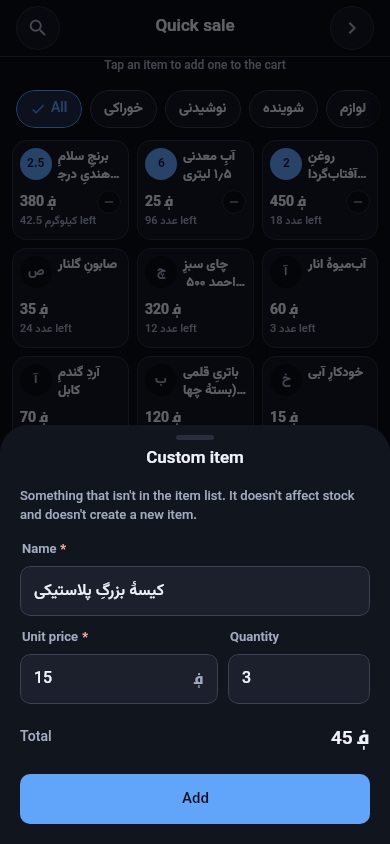 Quick sale
Tap an item to add one to the cart
All
خوراکی
نوشیدنی
شوینده
لوازم
2.5
برنج سلامِ
هندیِ درجـ...
380 ؋
42.5 کیلوگرم left
6
آبِ معدنی
۱٫۵ لیتری
25 ؋
96 عدد left
2
روغنِ
آفتاب‌گردا...
450 ؋
18 عدد left
ص
صابونِ گلنار
35 ؋
24 عدد left
چ
چای سبزِ
احمد ۵۰۰...
320 ؋
12 عدد left
آ
آب‌میوهٔ انار
60 ؋
3 عدد left
آ
آردِ گندمِ
کابل
70 ؋
ب
باتریِ قلمی
(بستهٔ چها...
120 ؋
خ
خودکارِ آبی
15 ؋
Custom item
Something that isn't in the item list. It doesn't affect stock
and doesn't create a new item.
Name *
کیسهٔ بزرگِ پلاستیکی
Unit price *
Quantity
15 ؋
3
Total
45 ؋
Add